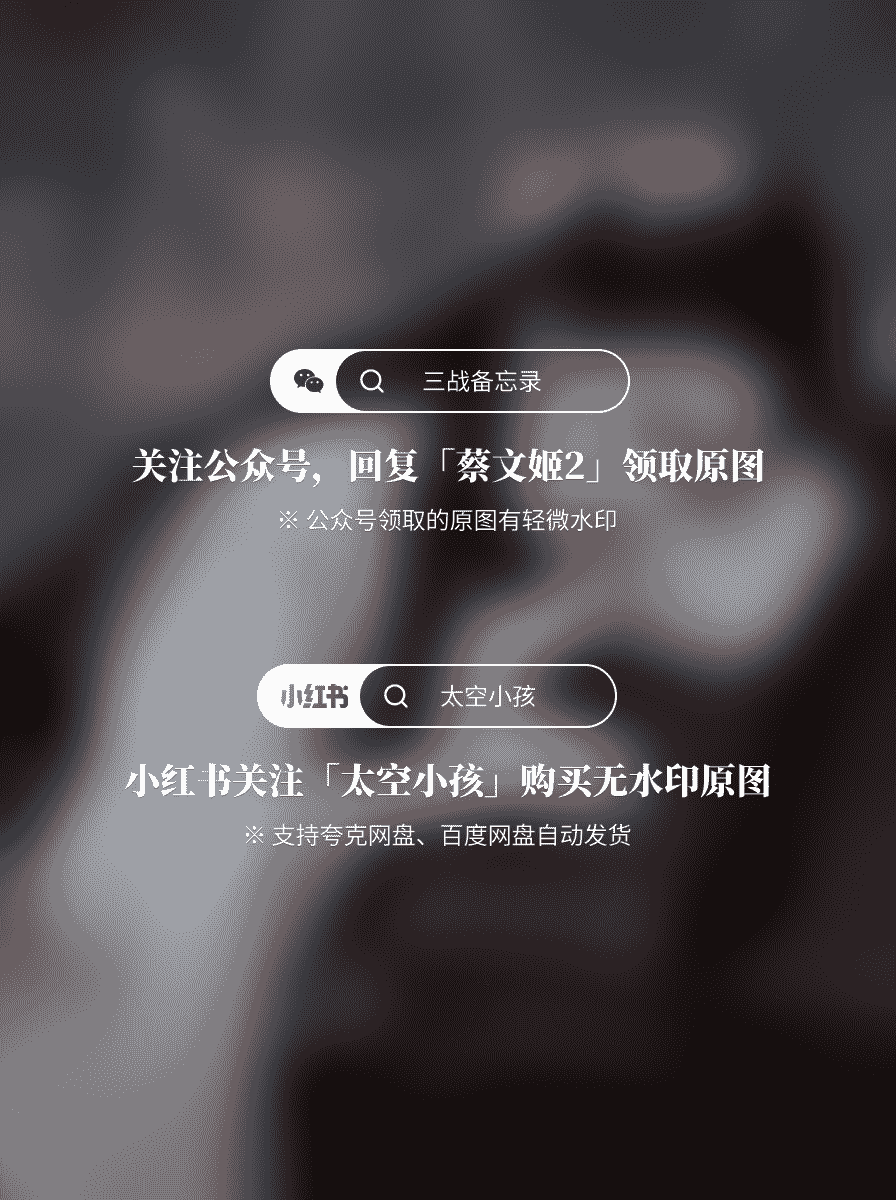 三战备忘录
关注公众号，回复「蔡文姬2」领取原图
※ 公众号领取的原图有轻微水印
小红书 太空小孩
小红书关注「太空小孩」购买无水印原图
※ 支持夸克网盘、百度网盘自动发货